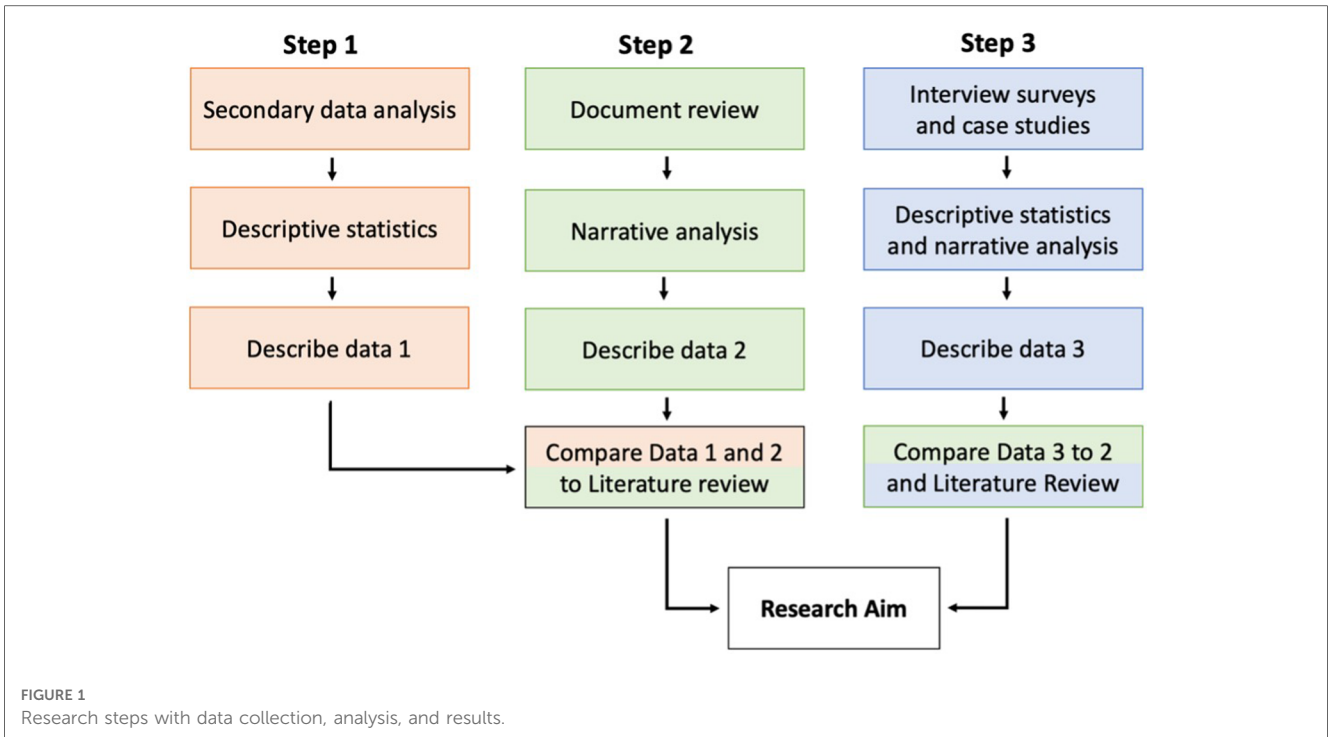 Step 1
Step 2
Step 3
Secondary data analysis
Document review
Interview surveys
and case studies
Descriptive statistics
Narrative analysis
Descriptive statistics
and narrative analysis
Describe data 1
Describe data 2
Describe data 3
Compare Data 1 and 2
to Literature review
Compare Data 3 to 2
and Literature Review
Research Aim
FIGURE 1
Research steps with data collection, analysis, and results.